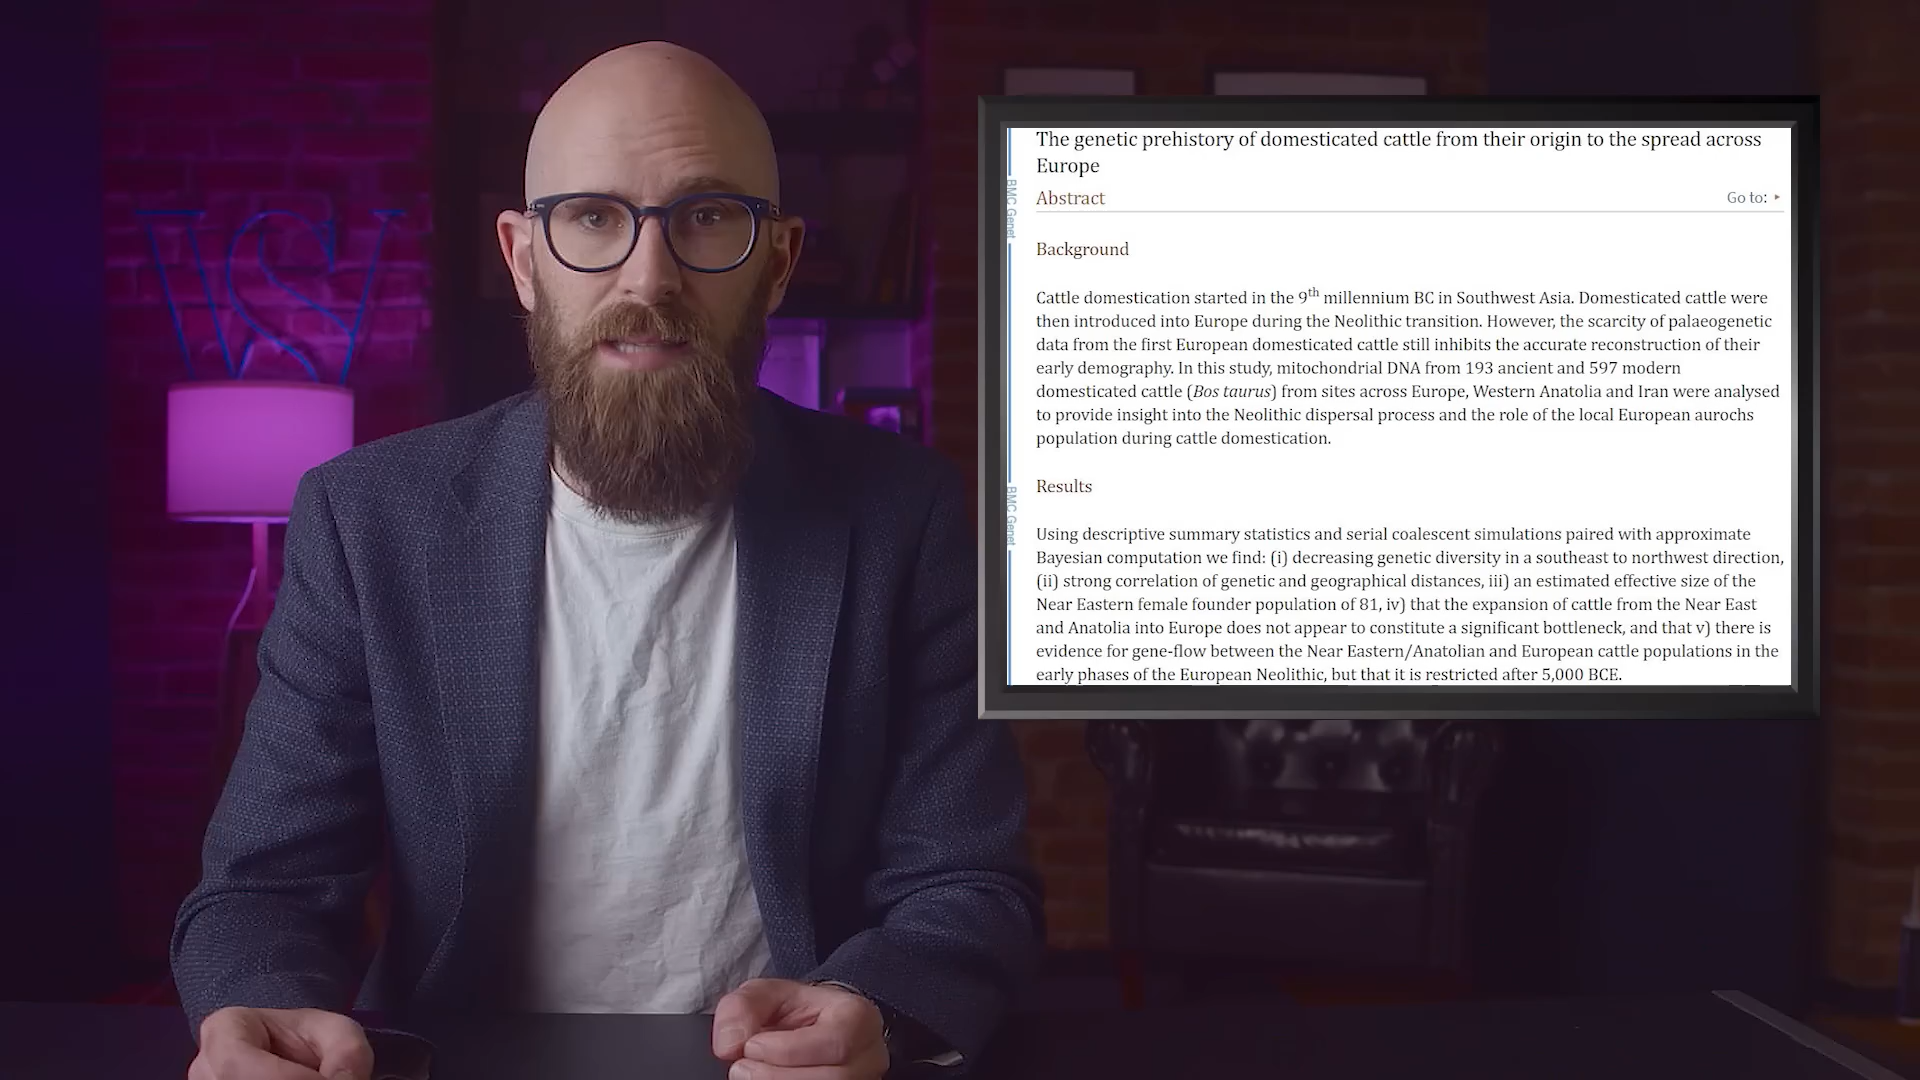 VS
The genetic prehistory of domesticated cattle from their origin to the spread across
Europe
Abstract
Go to: ▸
BMC Genet
Background
Cattle domestication started in the 9th millennium BC in Southwest Asia. Domesticated cattle were
then introduced into Europe during the Neolithic transition. However, the scarcity of palaeogenetic
data from the first European domesticated cattle still inhibits the accurate reconstruction of their
early demography. In this study, mitochondrial DNA from 193 ancient and 597 modern
domesticated cattle (Bos taurus) from sites across Europe, Western Anatolia and Iran were analysed
to provide insight into the Neolithic dispersal process and the role of the local European aurochs
population during cattle domestication.
Results
BMC Genet
Using descriptive summary statistics and serial coalescent simulations paired with approximate
Bayesian computation we find: (i) decreasing genetic diversity in a southeast to northwest direction,
(ii) strong correlation of genetic and geographical distances, iii) an estimated effective size of the
Near Eastern female founder population of 81, iv) that the expansion of cattle from the Near East
and Anatolia into Europe does not appear to constitute a significant bottleneck, and that v) there is
evidence for gene-flow between the Near Eastern/Anatolian and European cattle populations in the
early phases of the European Neolithic, but that it is restricted after 5,000 BCE.